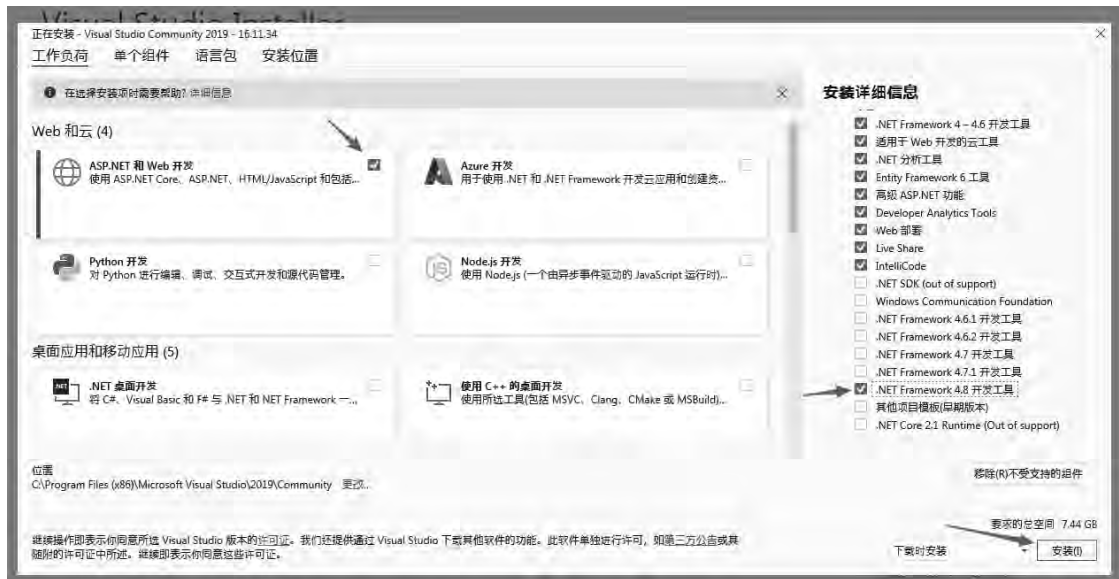 Visual Studio Installer
正在安装 - Visual Studio Community 2019 - 16.11.34
工作负荷 单个组件 语言包 安装位置
在选择安装项时需要帮助? 详细信息
Web 和云 (4)
ASP.NET 和 Web 开发
使用 ASP.NET Core、ASP.NET、HTML/JavaScript 和包括...
Azure 开发
用于使用 .NET 和 .NET Framework 开发云应用和创建资...
Python 开发
对 Python 进行编辑、调试、交互式开发和源代码管理。
Node.js 开发
使用 Node.js (一个由异步事件驱动的 JavaScript 运行时)...
桌面应用和移动应用 (5)
.NET 桌面开发
将 C#、Visual Basic 和 F# 与 .NET 和 .NET Framework 一...
使用 C++ 的桌面开发
使用所选工具(包括 MSVC、Clang、CMake 或 MSBuild)...
安装详细信息
.NET Framework 4 – 4.6 开发工具
适用于 Web 开发的云工具
.NET 分析工具
Entity Framework 6 工具
高级 ASP.NET 功能
Developer Analytics Tools
Web 部署
Live Share
IntelliCode
.NET SDK (out of support)
Windows Communication Foundation
.NET Framework 4.6.1 开发工具
.NET Framework 4.6.2 开发工具
.NET Framework 4.7 开发工具
.NET Framework 4.7.1 开发工具
.NET Framework 4.8 开发工具
其他项目模板(早期版本)
.NET Core 2.1 Runtime (Out of support)
位置
C:\Program Files (x86)\Microsoft Visual Studio\2019\Community 更改...
移除(R)不受支持的组件
要求的总空间 7.44 GB
继续操作即表示你同意所选 Visual Studio 版本的许可证。我们还提供通过 Visual Studio 下载其他软件的功能。此软件单独进行许可，如第三方公告或其
随附的许可证中所述。继续即表示你同意这些许可证。
下载时安装 安装(I)